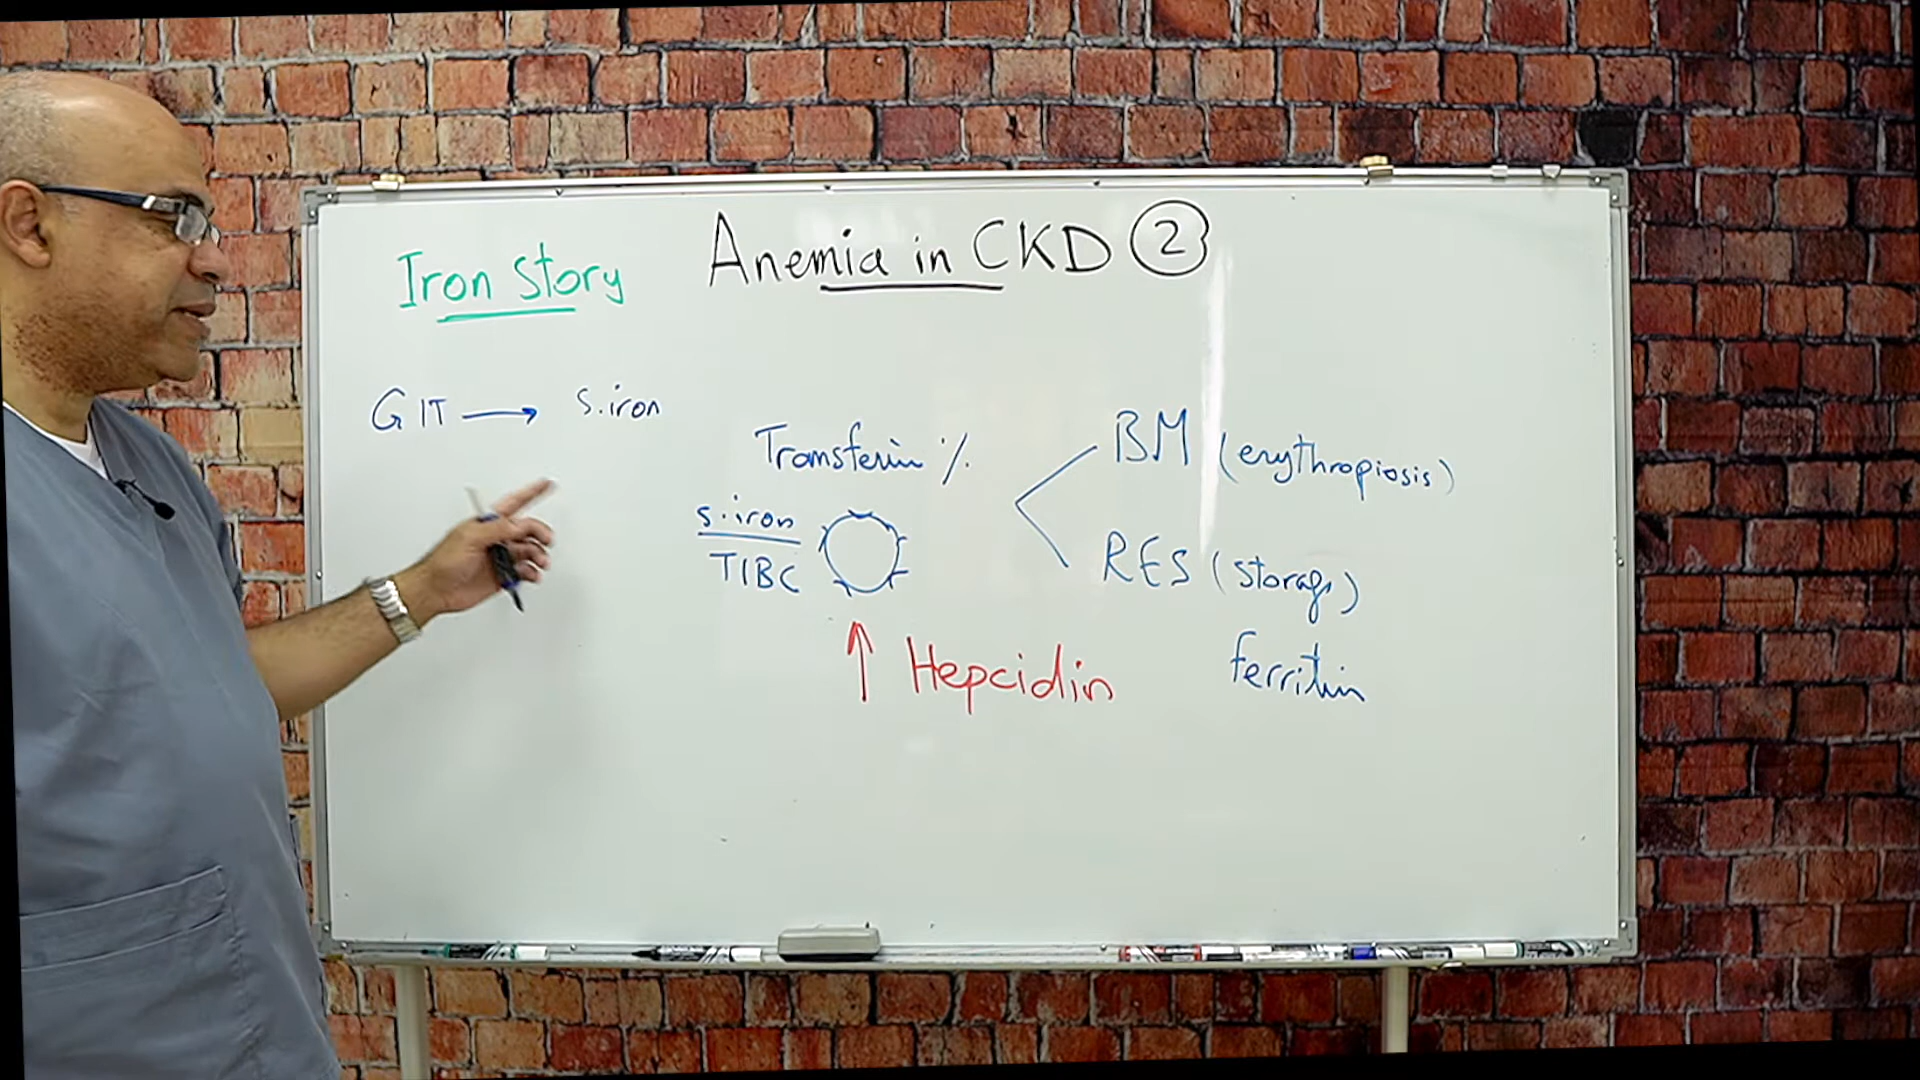 Anemia in CKD 2
Iron Story
GIT → s.iron
Transferin %
s.iron
TIBC
BM (erythropiosis)
RES (storage)
ferritin
↑ Hepcidin